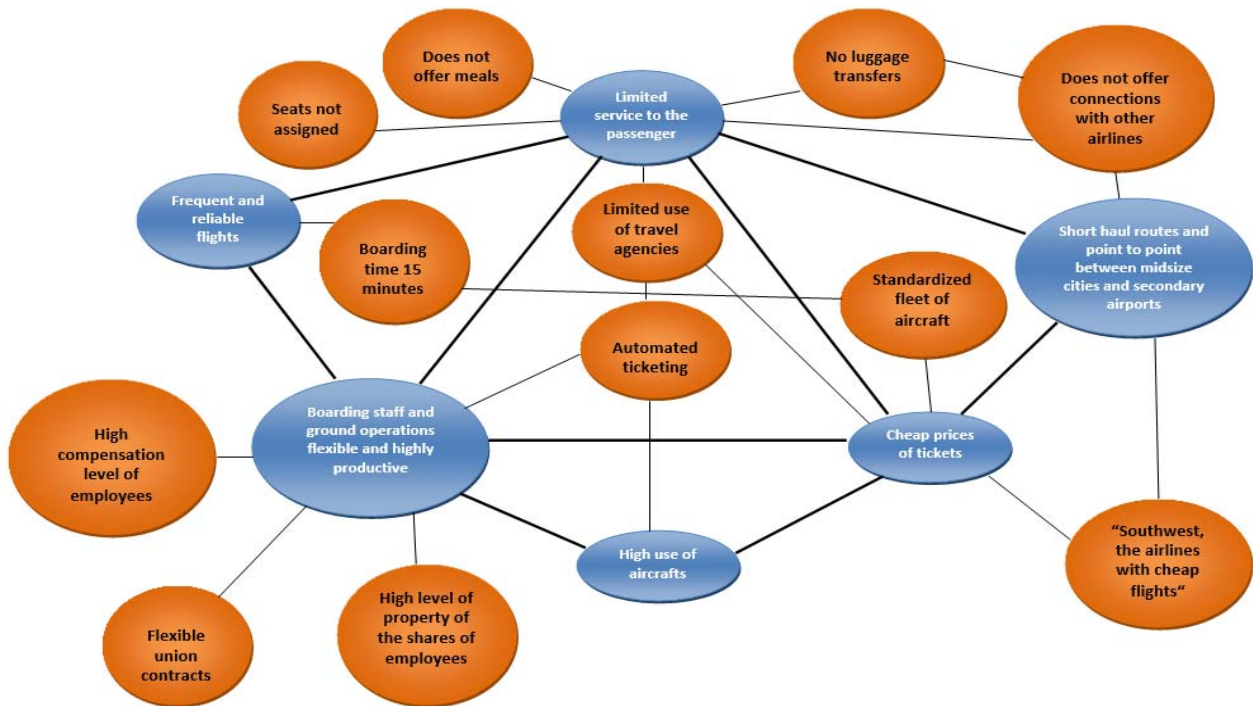 Does not
offer meals
No luggage
transfers
Does not offer
connections
with other
airlines
Seats not
assigned
Limited
service to the
passenger
Frequent and
reliable
flights
Boarding
time 15
minutes
Limited use
of travel
agencies
Standardized
fleet of
aircraft
Short haul routes and
point to point
between midsize
cities and secondary
airports
Automated
ticketing
High
compensation
level of
employees
Boarding staff and
ground operations
flexible and highly
productive
Cheap prices
of tickets
High use of
aircrafts
“Southwest,
the airlines
with cheap
flights“
Flexible
union
contracts
High level of
property of
the shares of
employees